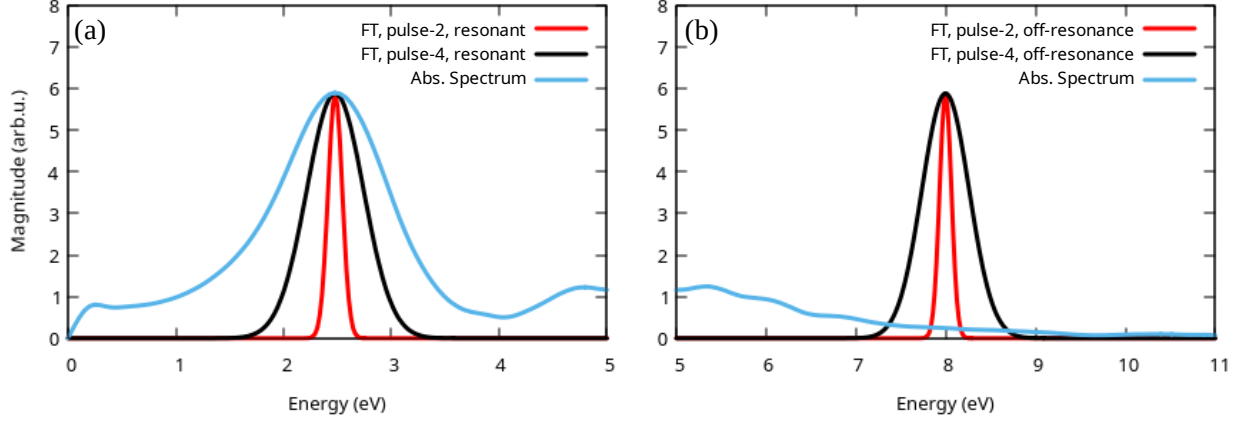 (a)
FT, pulse-2, resonant
FT, pulse-4, resonant
Abs. Spectrum
8
7
6
5
4
3
2
1
0
Magnitude (arb.u.)
0 1 2 3 4 5
Energy (eV)
(b)
FT, pulse-2, off-resonance
FT, pulse-4, off-resonance
Abs. Spectrum
8
7
6
5
4
3
2
1
0
5 6 7 8 9 10 11
Energy (eV)